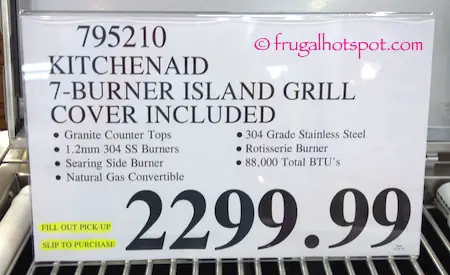 © frugalhotspot.com
795210
KITCHENAID
7-BURNER ISLAND GRILL
COVER INCLUDED
• Granite Counter Tops
• 1.2mm 304 SS Burners
• Searing Side Burner
• Natural Gas Convertible
• 304 Grade Stainless Steel
• Rotisserie Burner
• 88,000 Total BTU's
FILL OUT PICK-UP
SLIP TO PURCHASE
2299.99